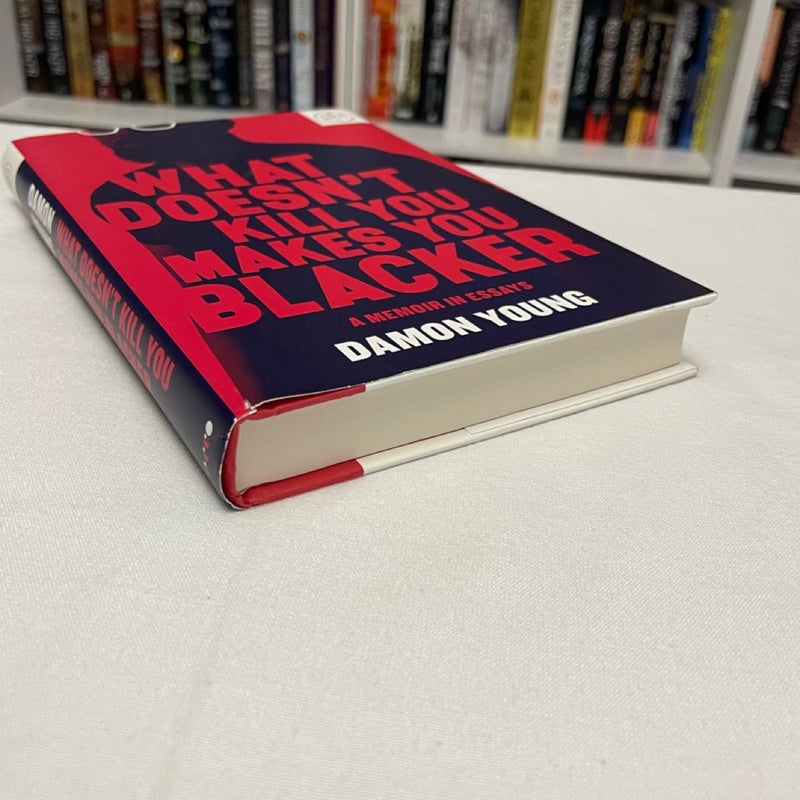 WHAT
DOESN'T
KILL YOU
MAKES YOU
BLACKER
A MEMOIR IN ESSAYS
DAMON YOUNG
DAMON
WHAT DOESN'T KILL YOU